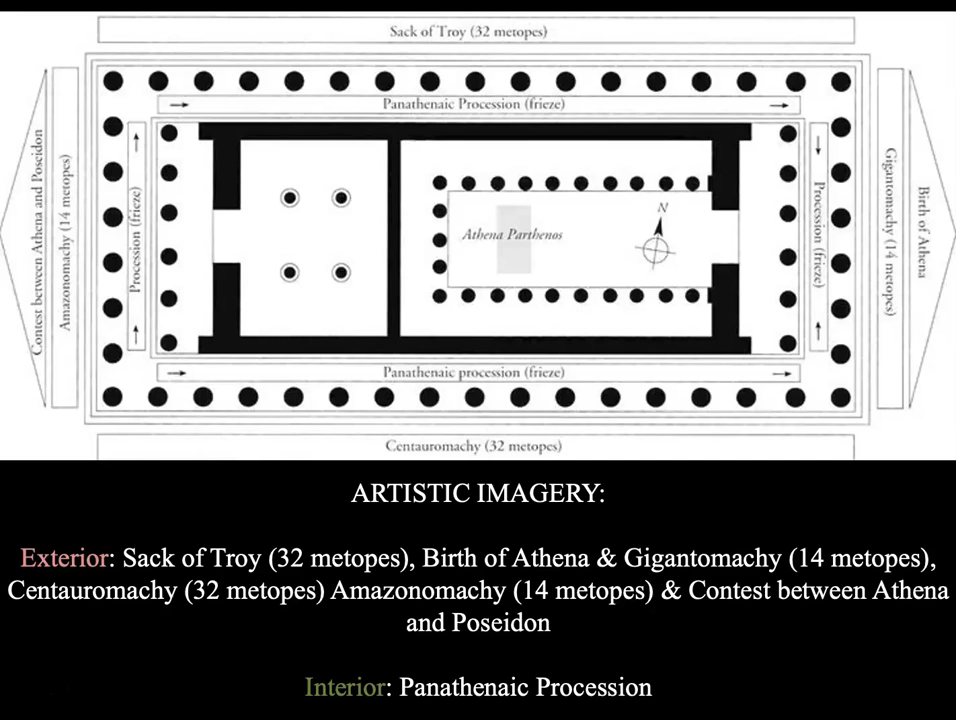 Sack of Troy (32 metopes)
Panathenaic Procession (frieze)
Contest between Athena and Poseidon
Amazonomachy (14 metopes)
Procession (frieze)
Athena Parthenos
N
Procession (frieze)
Gigantomachy (14 metopes)
Birth of Athena
Panathenaic procession (frieze)
Centauromachy (32 metopes)
ARTISTIC IMAGERY:
Exterior: Sack of Troy (32 metopes), Birth of Athena & Gigantomachy (14 metopes),
Centauromachy (32 metopes) Amazonomachy (14 metopes) & Contest between Athena
and Poseidon
Interior: Panathenaic Procession